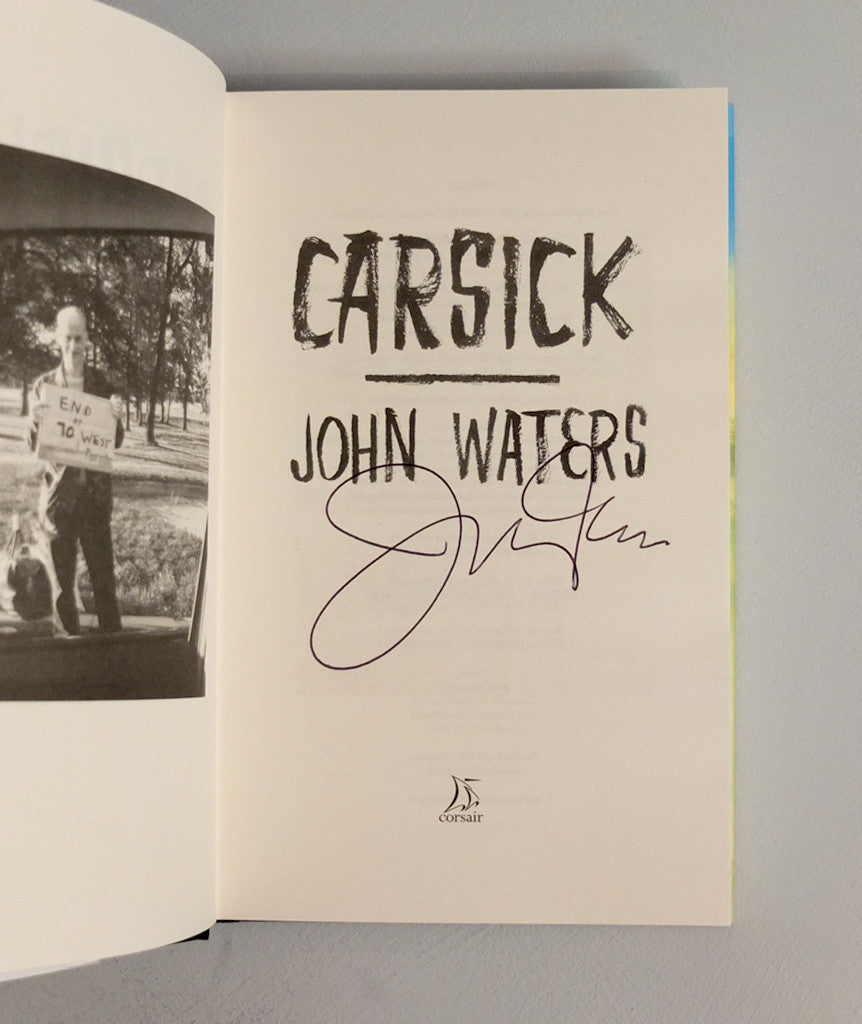 END
of
70 WEST
CARSICK
JOHN WATERS
corsair